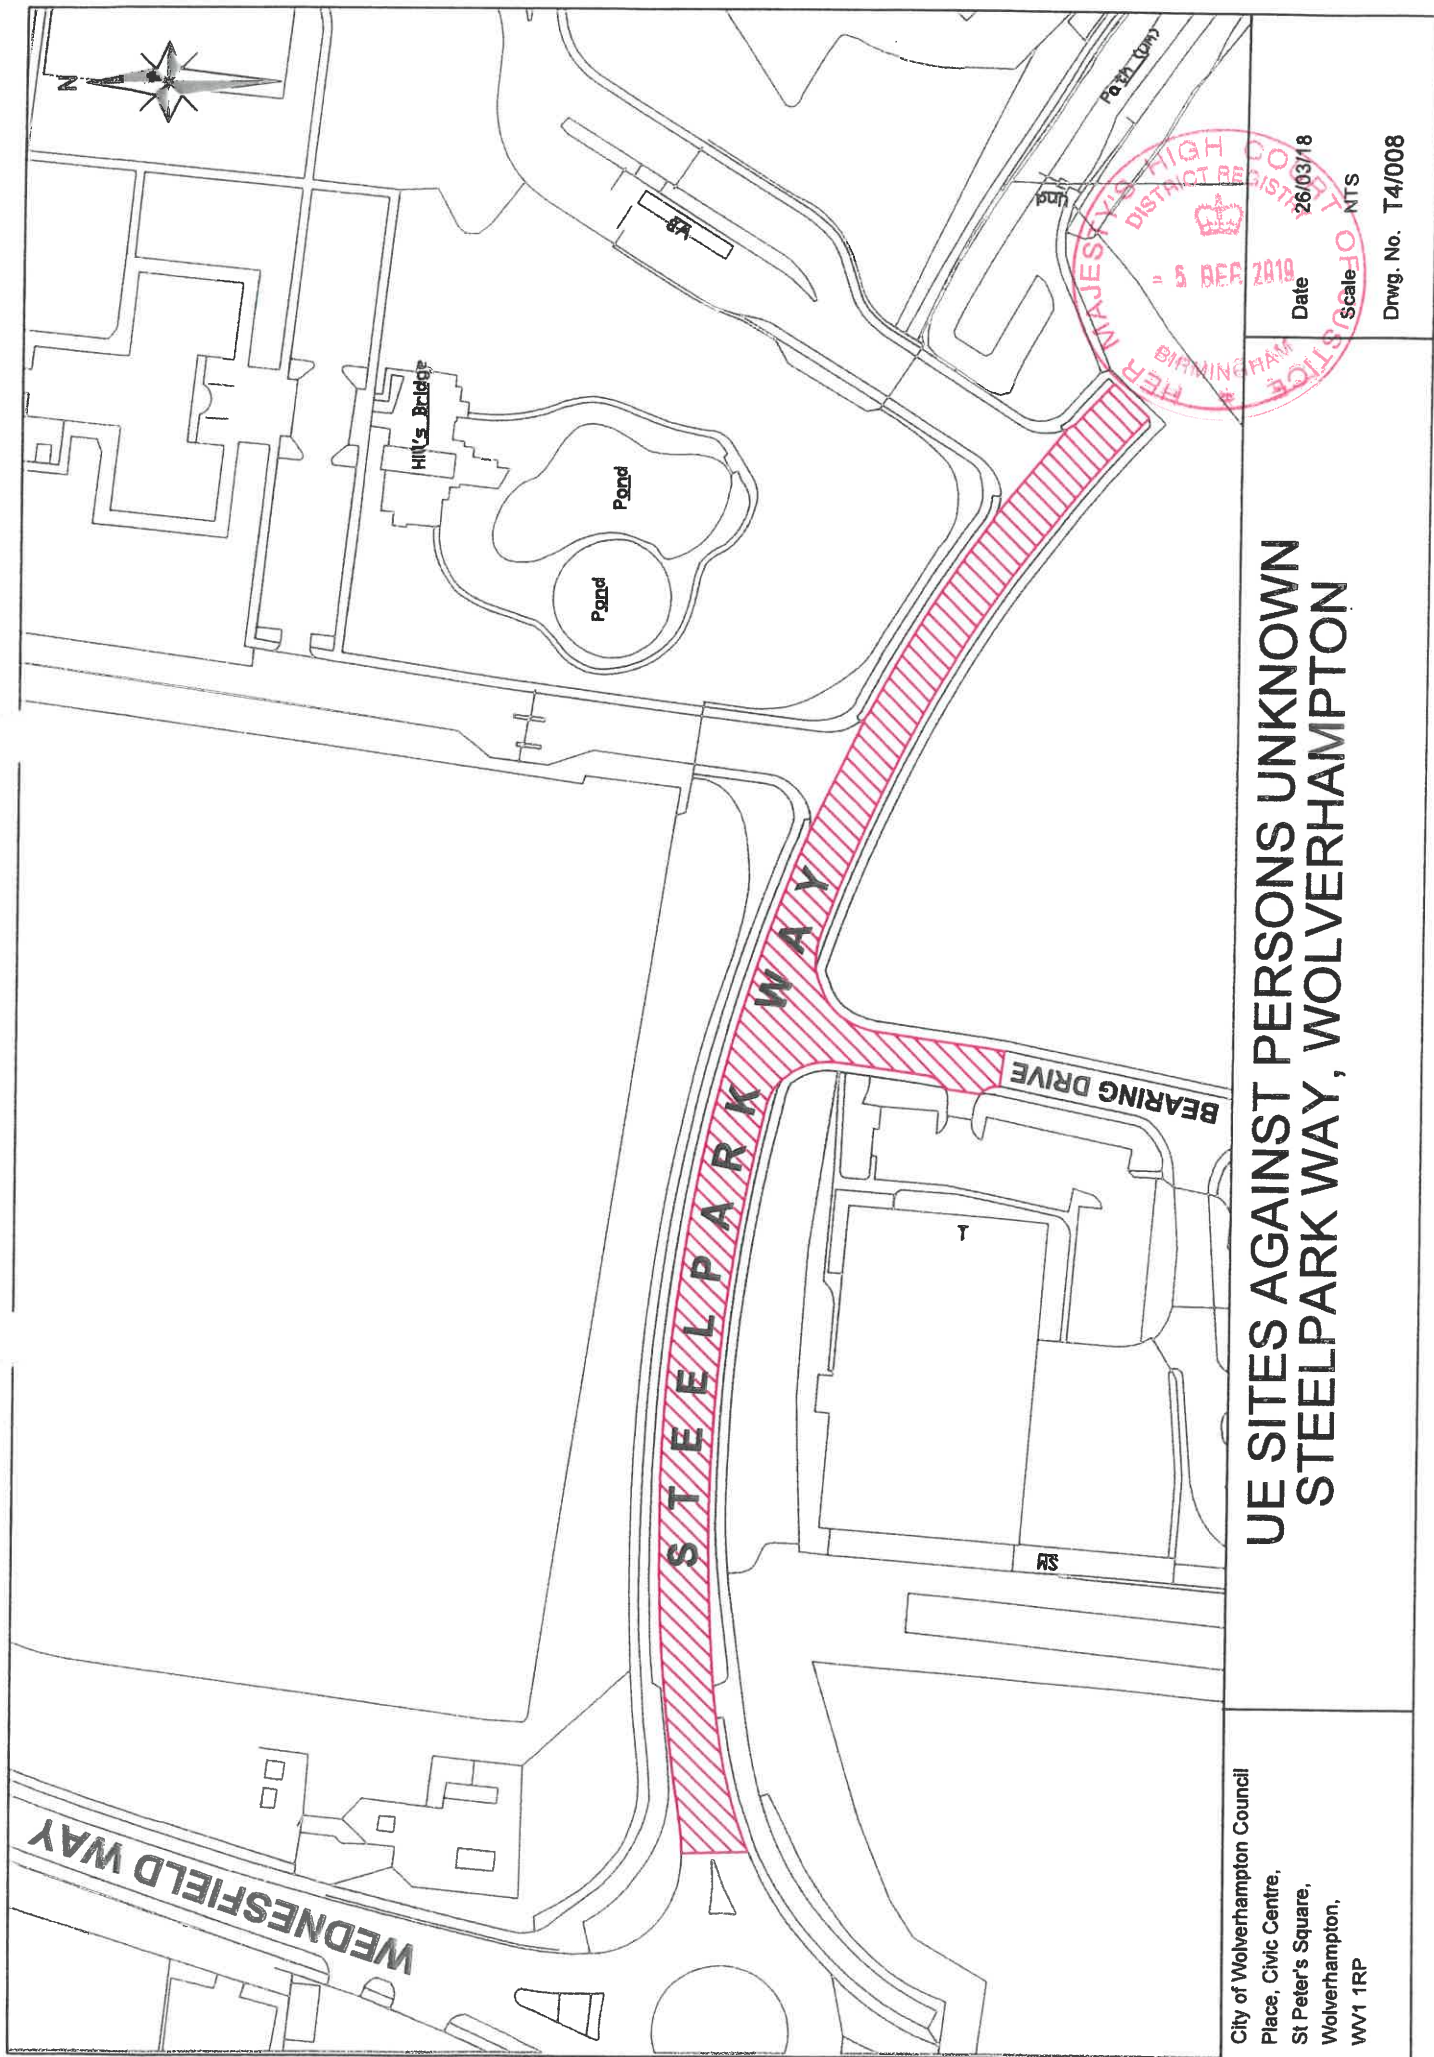 N
WEDNESFIELD WAY
Hill's Bridge
Pond
Pond
Path (um)
Und
STEELPARK WAY
BEARING DRIVE
UE SITES AGAINST PERSONS UNKNOWN
STEELPARK WAY, WOLVERHAMPTON
City of Wolverhampton Council
Place, Civic Centre,
St Peter's Square,
Wolverhampton,
WV1 1RP
Date 26/03/18
Scale NTS
Drwg. No. T4/008
HER MAJESTY'S HIGH COURT OF JUSTICE
DISTRICT REGISTRY
5 DEC 2019
BIRMINGHAM